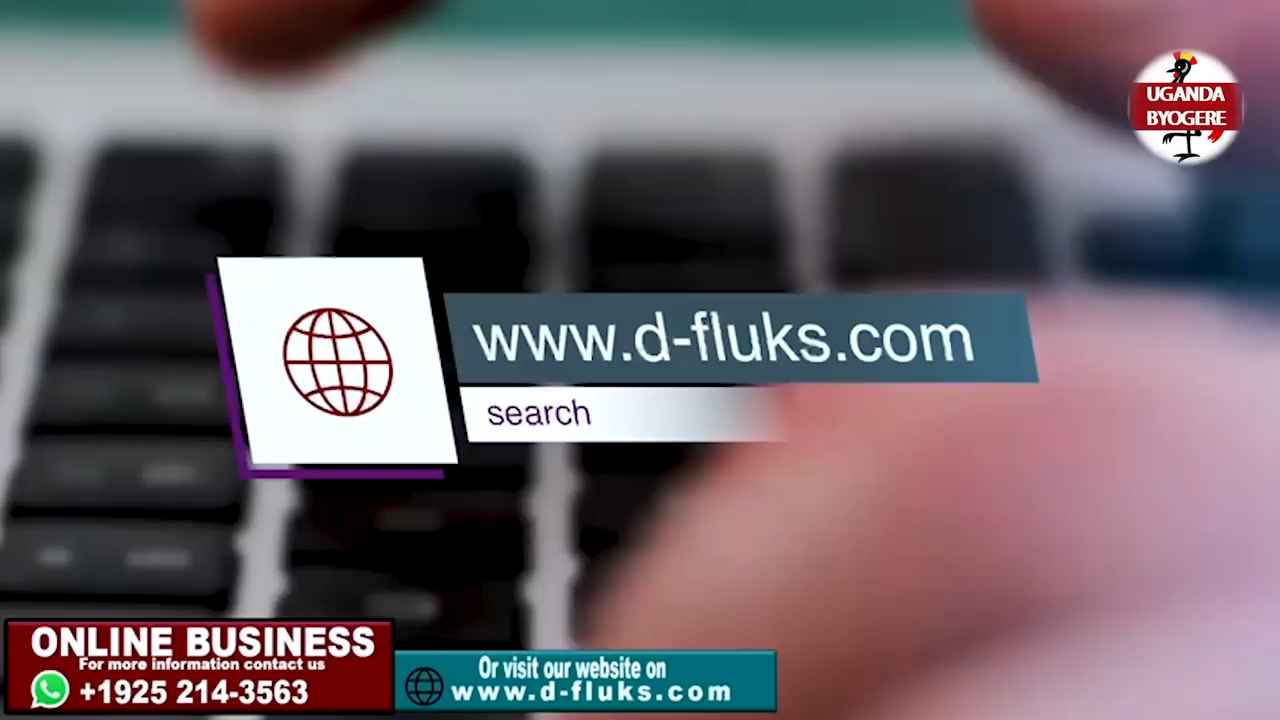 UGANDA
BYOGERE
www.d-fluks.com
search
ONLINE BUSINESS
For more information contact us
+1925 214-3563
Or visit our website on
www.d-fluks.com